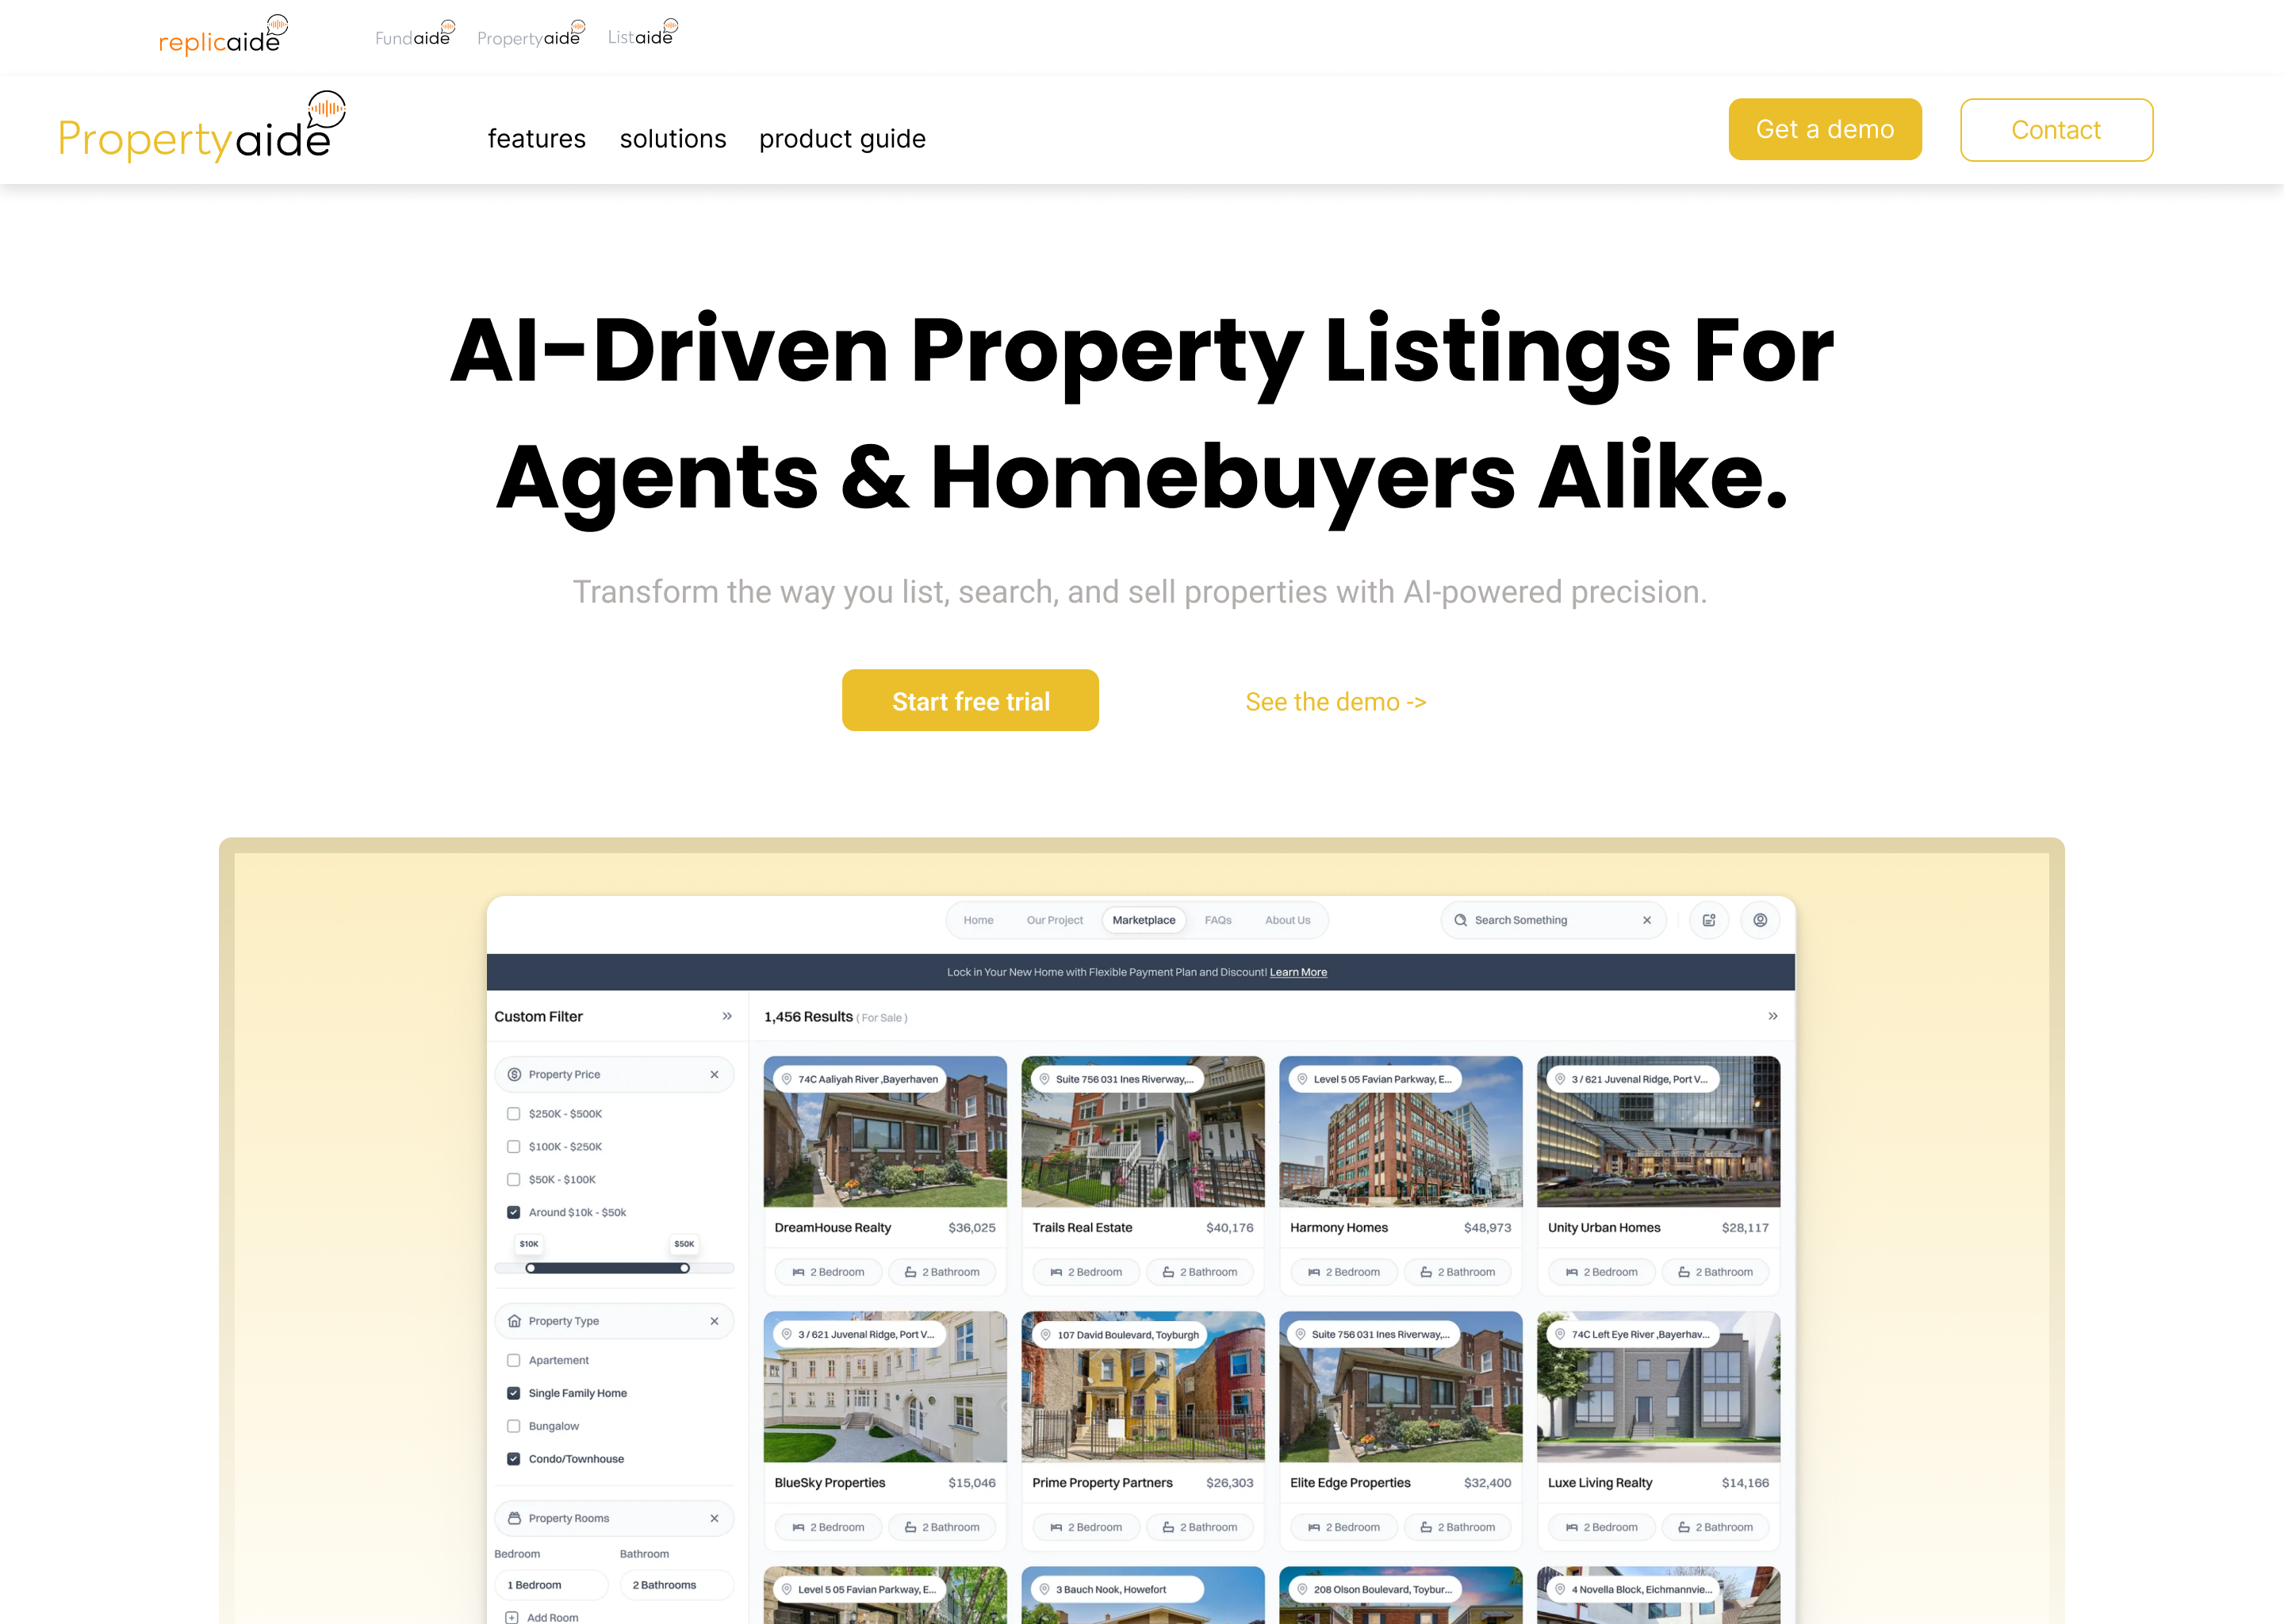 replicaide Fundaide Propertyaide Listaide
Propertyaide features solutions product guide Get a demo Contact
AI-Driven Property Listings For
Agents & Homebuyers Alike.
Transform the way you list, search, and sell properties with AI-powered precision.
Start free trial See the demo ->
Home Our Project Marketplace FAQs About Us Search Something
Lock in Your New Home with Flexible Payment Plan and Discount! Learn More
Custom Filter
Property Price
$250K - $500K
$100K - $250K
$50K - $100K
Around $10k - $50k
$10K $50K
Property Type
Apartement
Single Family Home
Bungalow
Condo/Townhouse
Property Rooms
Bedroom Bathroom
1 Bedroom 2 Bathrooms
Add Room
1,456 Results ( For Sale )
74C Aaliyah River ,Bayerhaven Suite 756 031 Ines Riverway,... Level 5 05 Favian Parkway, E... 3 / 621 Juvenal Ridge, Port V...
DreamHouse Realty $36,025 Trails Real Estate $40,176 Harmony Homes $48,973 Unity Urban Homes $28,117
2 Bedroom 2 Bathroom 2 Bedroom 2 Bathroom 2 Bedroom 2 Bathroom 2 Bedroom 2 Bathroom
3 / 621 Juvenal Ridge, Port V... 107 David Boulevard, Toyburgh Suite 756 031 Ines Riverway,... 74C Left Eye River ,Bayerhav...
BlueSky Properties $15,046 Prime Property Partners $26,303 Elite Edge Properties $32,400 Luxe Living Realty $14,166
2 Bedroom 2 Bathroom 2 Bedroom 2 Bathroom 2 Bedroom 2 Bathroom 2 Bedroom 2 Bathroom
Level 5 05 Favian Parkway, E... 3 Bauch Nook, Howefort 208 Olson Boulevard, Toybur... 4 Novella Block, Eichmannvie...